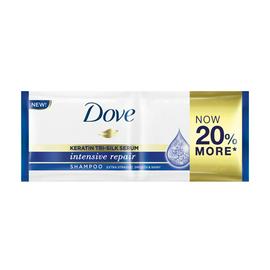 NEW!
Dove
KERATIN TRI-SILK SERUM
intensive repair
SHAMPOO EXTRA STRAIGHT, SMOOTH & SHINY
NOW
20%
MORE*